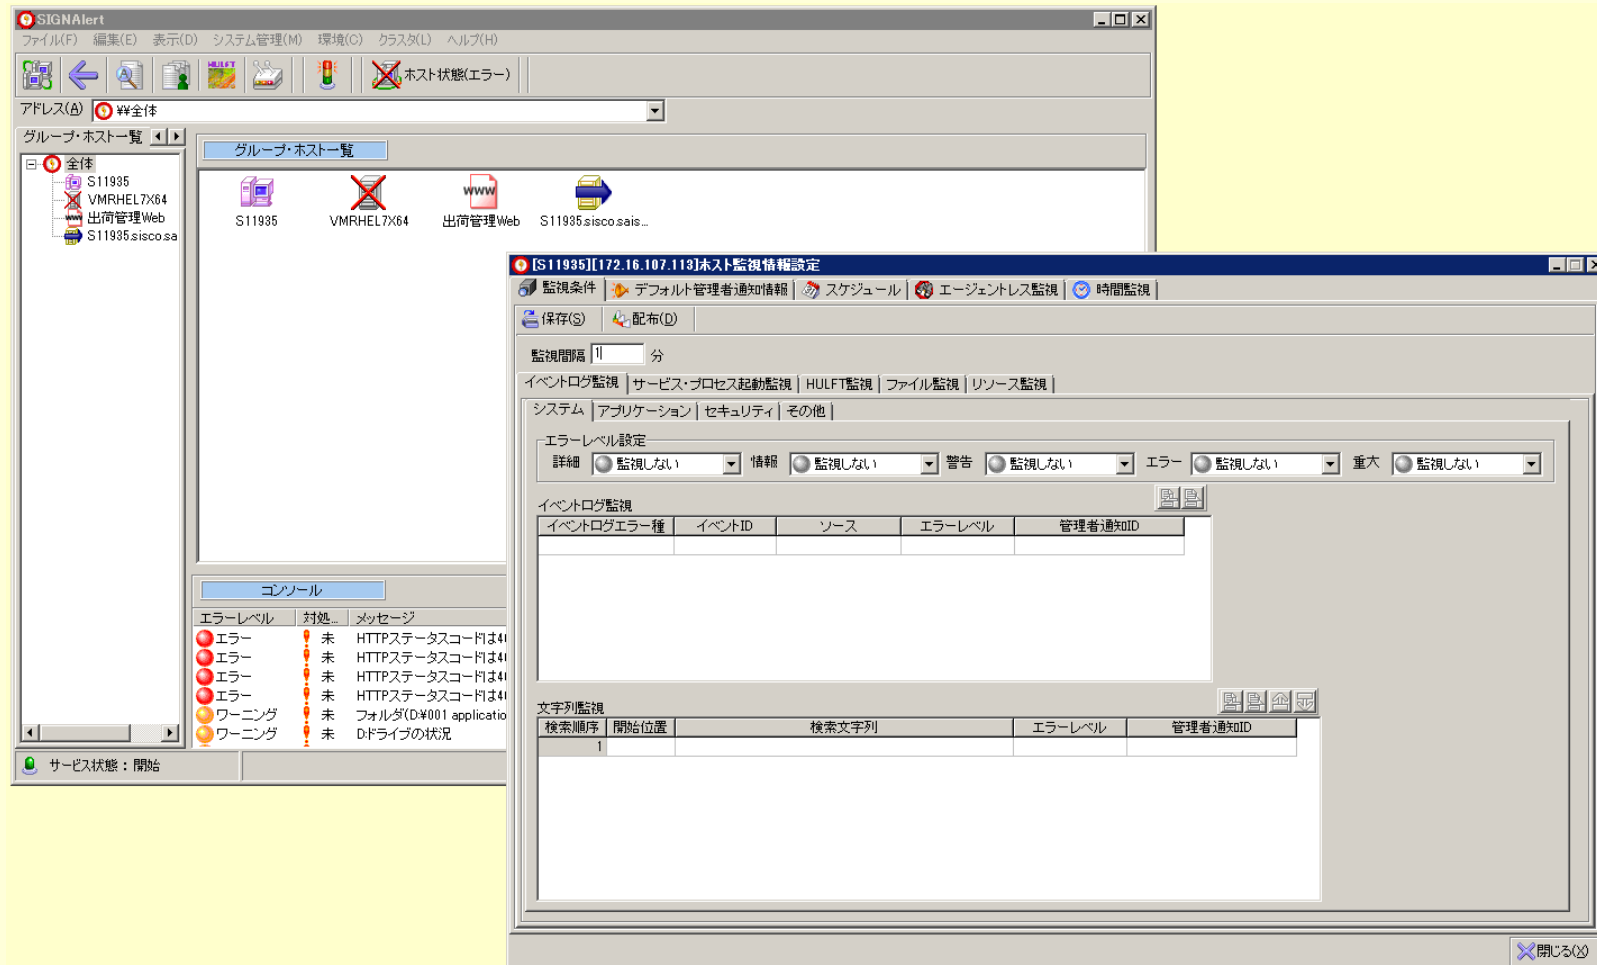 SIGNAlert
ファイル(F) 編集(E) 表示(D) システム管理(M) 環境(C) クラスタ(L) ヘルプ(H)
HULFT
ホスト状態(エラー)
アドレス(A) ¥¥全体
グループ・ホスト一覧
グループ・ホスト一覧
全体
S11935
VMRHEL7X64
出荷管理Web
S11935.sisco.sa
S11935 VMRHEL7X64 出荷管理Web S11935.sisco.sais...
コンソール
エラーレベル 対処... メッセージ
エラー 未 HTTPステータスコードは4
エラー 未 HTTPステータスコードは4
エラー 未 HTTPステータスコードは4
エラー 未 HTTPステータスコードは4
ワーニング 未 フォルダ(D:¥001 applicatio
ワーニング 未 D:ドライブの状況
サービス状態：開始
[S11935][172.16.107.113]ホスト監視情報設定
監視条件 デフォルト管理者通知情報 スケジュール エージェントレス監視 時間監視
保存(S) 配布(D)
監視間隔 1 分
イベントログ監視 サービス・プロセス起動監視 HULFT監視 ファイル監視 リソース監視
システム アプリケーション セキュリティ その他
エラーレベル設定
詳細 監視しない 情報 監視しない 警告 監視しない エラー 監視しない 重大 監視しない
イベントログ監視
イベントログエラー種 イベントID ソース エラーレベル 管理者通知ID
文字列監視
検索順序 開始位置 検索文字列 エラーレベル 管理者通知ID
1
閉じる(X)